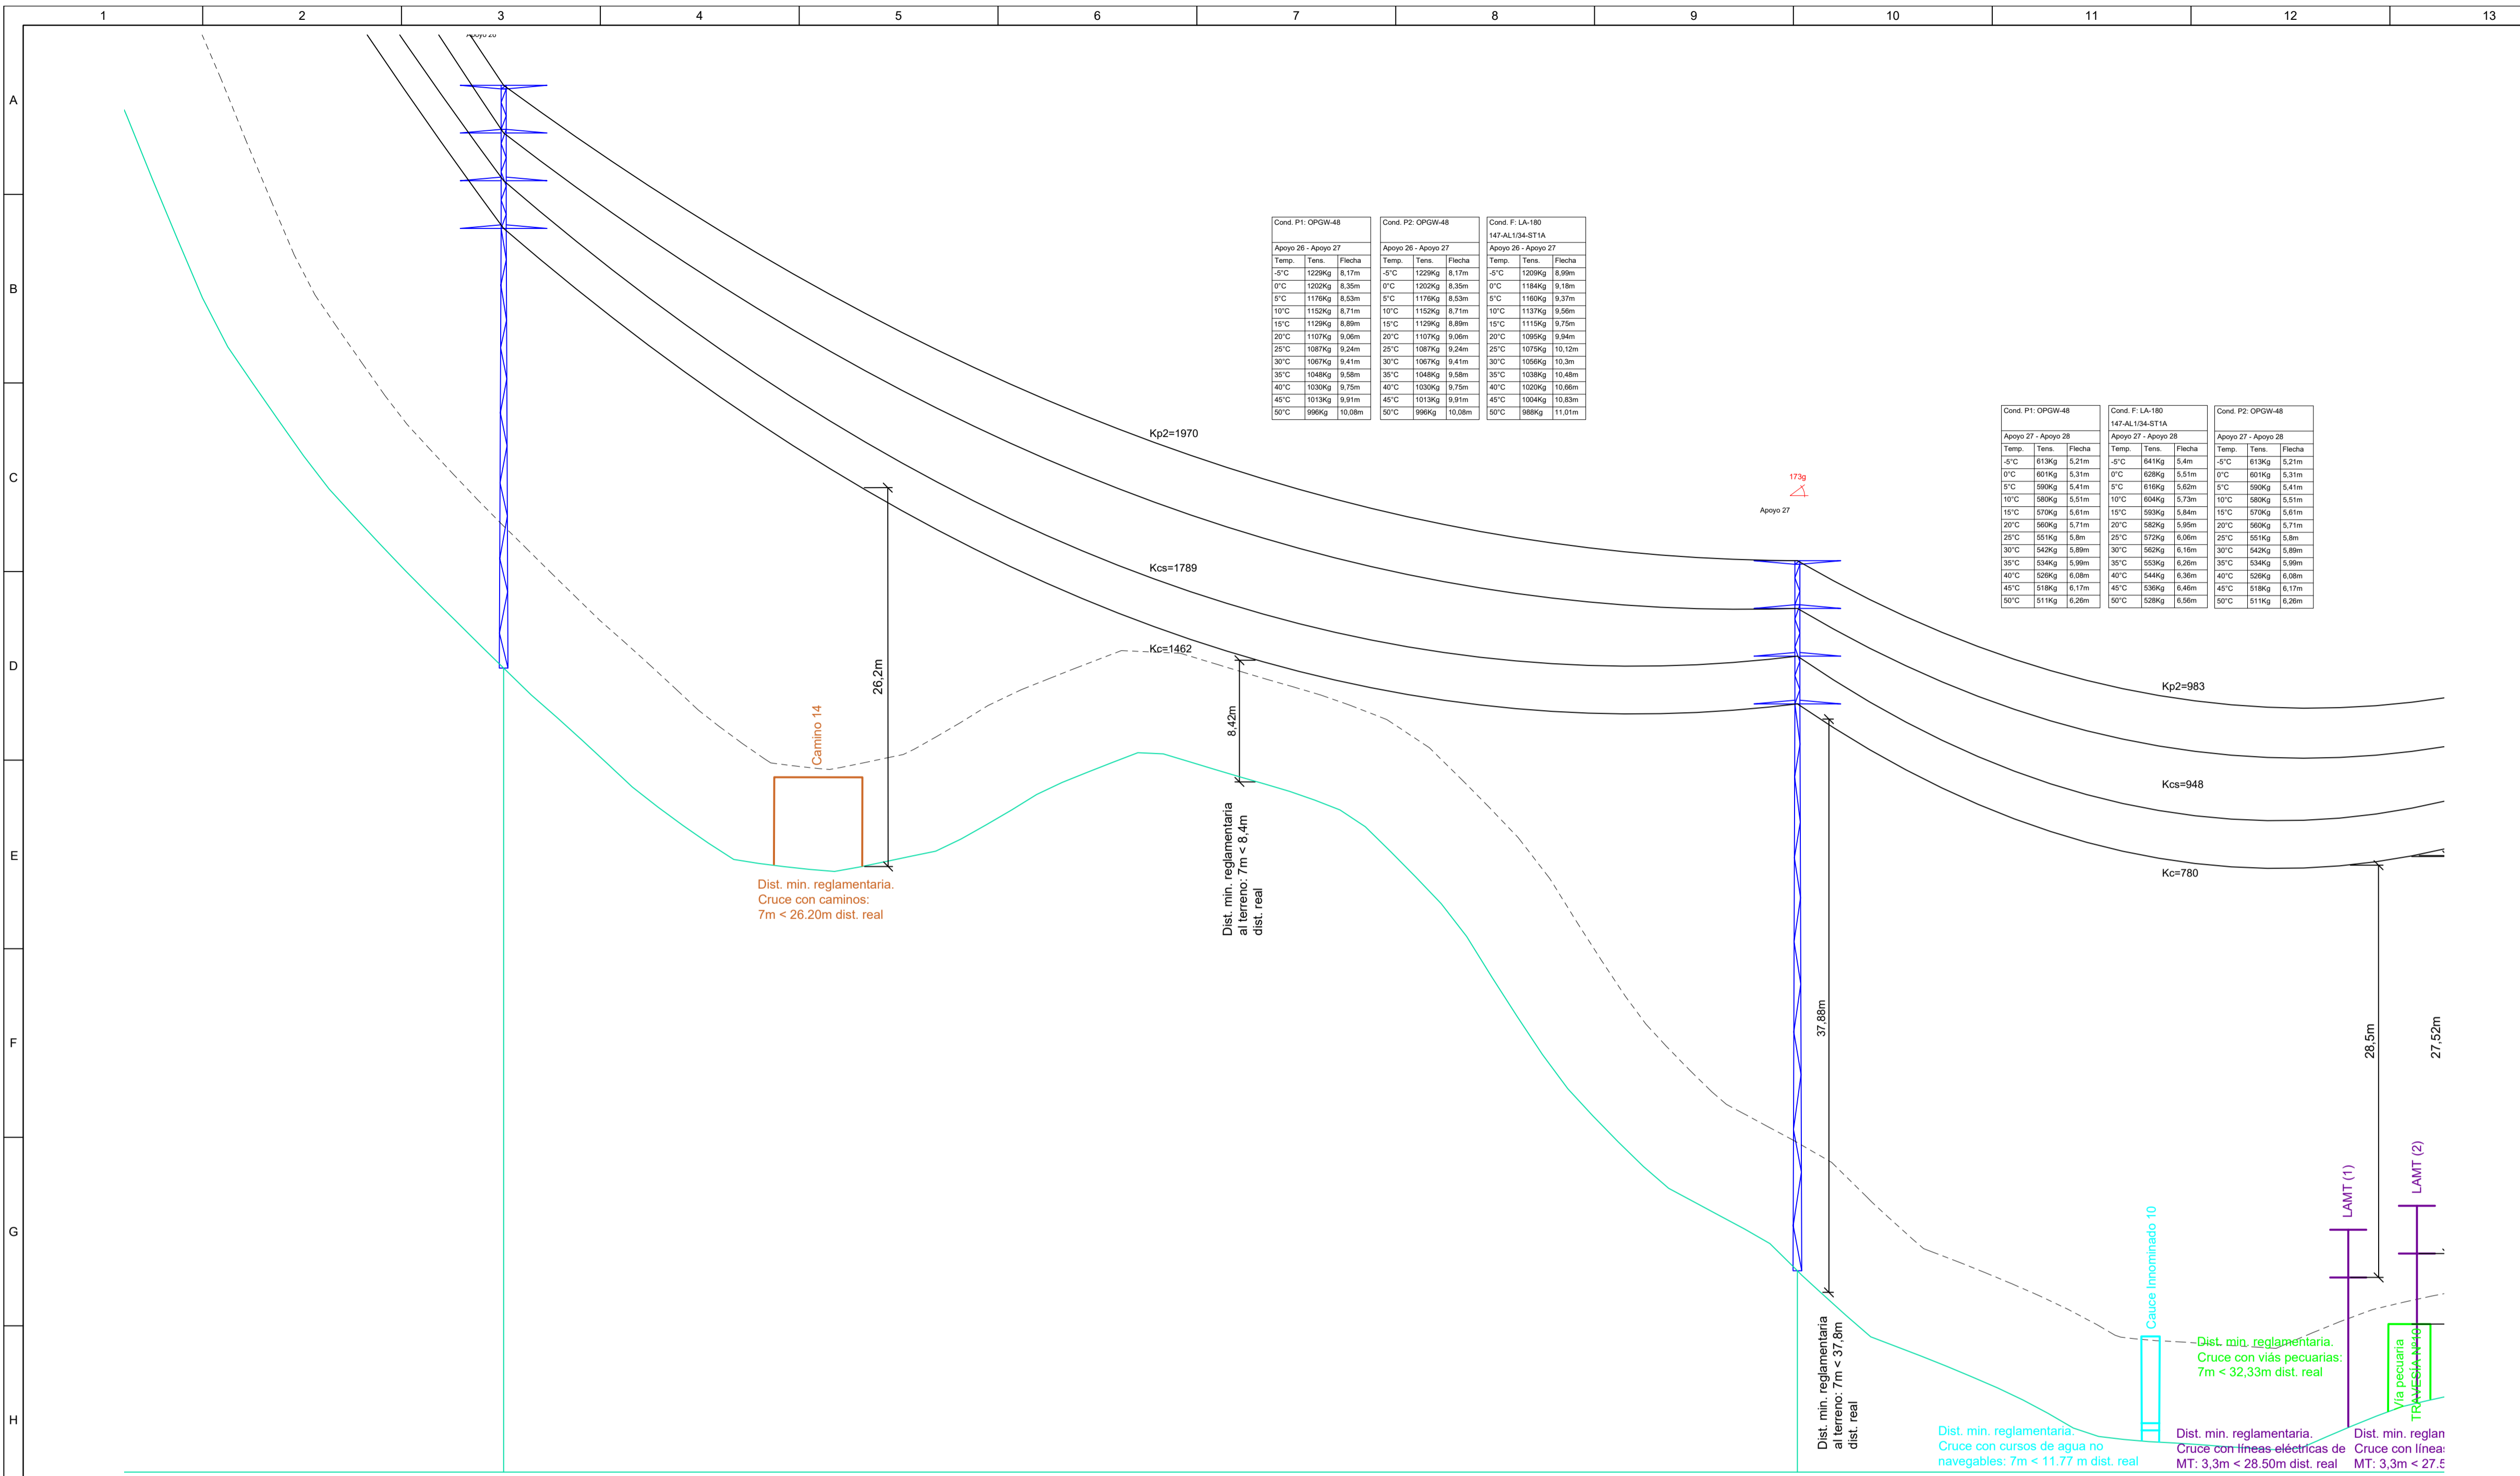 1 2 3 4 5 6 7 8 9 10 11 12 13
A
B
C
D
E
F
G
H
Apoyo 26
Cond. P1: OPGW-48
Apoyo 26 - Apoyo 27
Temp. Tens. Flecha
-5°C 1229Kg 8,17m
0°C 1202Kg 8,35m
5°C 1176Kg 8,53m
10°C 1152Kg 8,71m
15°C 1129Kg 8,89m
20°C 1107Kg 9,06m
25°C 1087Kg 9,24m
30°C 1067Kg 9,41m
35°C 1048Kg 9,58m
40°C 1030Kg 9,75m
45°C 1013Kg 9,91m
50°C 996Kg 10,08m
Cond. P2: OPGW-48
Apoyo 26 - Apoyo 27
Temp. Tens. Flecha
-5°C 1229Kg 8,17m
0°C 1202Kg 8,35m
5°C 1176Kg 8,53m
10°C 1152Kg 8,71m
15°C 1129Kg 8,89m
20°C 1107Kg 9,06m
25°C 1087Kg 9,24m
30°C 1067Kg 9,41m
35°C 1048Kg 9,58m
40°C 1030Kg 9,75m
45°C 1013Kg 9,91m
50°C 996Kg 10,08m
Cond. F: LA-180
147-AL1/34-ST1A
Apoyo 26 - Apoyo 27
Temp. Tens. Flecha
-5°C 1209Kg 8,99m
0°C 1184Kg 9,18m
5°C 1160Kg 9,37m
10°C 1137Kg 9,56m
15°C 1115Kg 9,75m
20°C 1095Kg 9,94m
25°C 1075Kg 10,12m
30°C 1056Kg 10,3m
35°C 1038Kg 10,48m
40°C 1020Kg 10,66m
45°C 1004Kg 10,83m
50°C 988Kg 11,01m
Cond. P1: OPGW-48
Apoyo 27 - Apoyo 28
Temp. Tens. Flecha
-5°C 613Kg 5,21m
0°C 601Kg 5,31m
5°C 590Kg 5,41m
10°C 580Kg 5,51m
15°C 570Kg 5,61m
20°C 560Kg 5,71m
25°C 551Kg 5,8m
30°C 542Kg 5,89m
35°C 534Kg 5,99m
40°C 526Kg 6,08m
45°C 518Kg 6,17m
50°C 511Kg 6,26m
Cond. F: LA-180
147-AL1/34-ST1A
Apoyo 27 - Apoyo 28
Temp. Tens. Flecha
-5°C 641Kg 5,4m
0°C 628Kg 5,51m
5°C 616Kg 5,62m
10°C 604Kg 5,73m
15°C 593Kg 5,84m
20°C 582Kg 5,95m
25°C 572Kg 6,06m
30°C 562Kg 6,16m
35°C 553Kg 6,26m
40°C 544Kg 6,36m
45°C 536Kg 6,46m
50°C 528Kg 6,56m
Cond. P2: OPGW-48
Apoyo 27 - Apoyo 28
Temp. Tens. Flecha
-5°C 613Kg 5,21m
0°C 601Kg 5,31m
5°C 590Kg 5,41m
10°C 580Kg 5,51m
15°C 570Kg 5,61m
20°C 560Kg 5,71m
25°C 551Kg 5,8m
30°C 542Kg 5,89m
35°C 534Kg 5,99m
40°C 526Kg 6,08m
45°C 518Kg 6,17m
50°C 511Kg 6,26m
Kp2=1970
173g
Apoyo 27
Kcs=1789
Kc=1462
26,2m
8,42m
Camino 14
Kp2=983
Kcs=948
Kc=780
Dist. min. reglamentaria.
Cruce con caminos:
7m < 26.20m dist. real
Dist. min. reglamentaria
al terreno: 7m < 8,4m
dist. real
37,88m
28,5m
27,52m
LAMT (1)
LAMT (2)
Cauce Innominado 10
Dist. min. reglamentaria
al terreno: 7m < 37,8m
dist. real
Dist. min. reglamentaria.
Cruce con viás pecuarias:
7m < 32,33m dist. real
Vía pecuaria
TRAVESÍA Nº10
Dist. min. reglamentaria.
Cruce con cursos de agua no
navegables: 7m < 11.77 m dist. real
Dist. min. reglamentaria.
Cruce con líneas eléctricas de
MT: 3,3m < 28.50m dist. real
Dist. min. reglam
Cruce con líneas
MT: 3,3m < 27.5